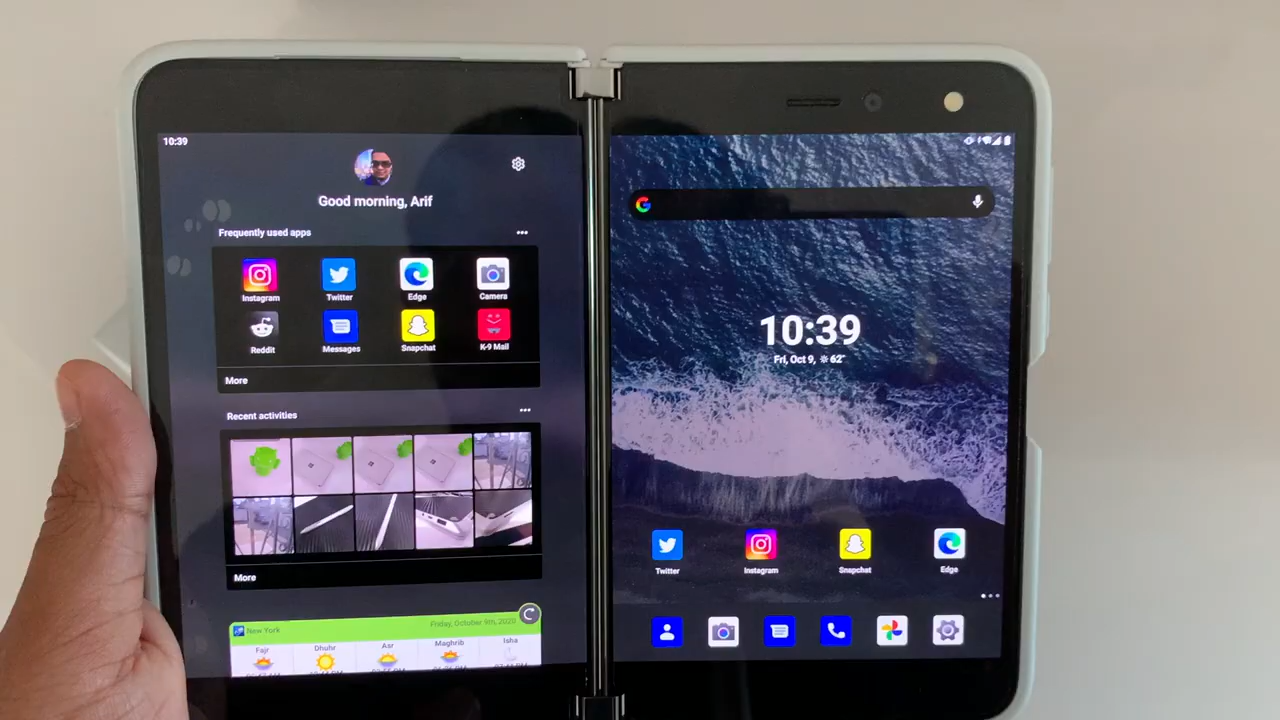 10:39
Good morning, Arif
Frequently used apps
Instagram Twitter Edge Camera
Reddit Messages Snapchat K-9 Mail
More
Recent activities
More
New York Friday, October 9th, 2020
Fajr Dhuhr Asr Maghrib Isha
10:39
Fri, Oct 9, 62°
Twitter Instagram Snapchat Edge